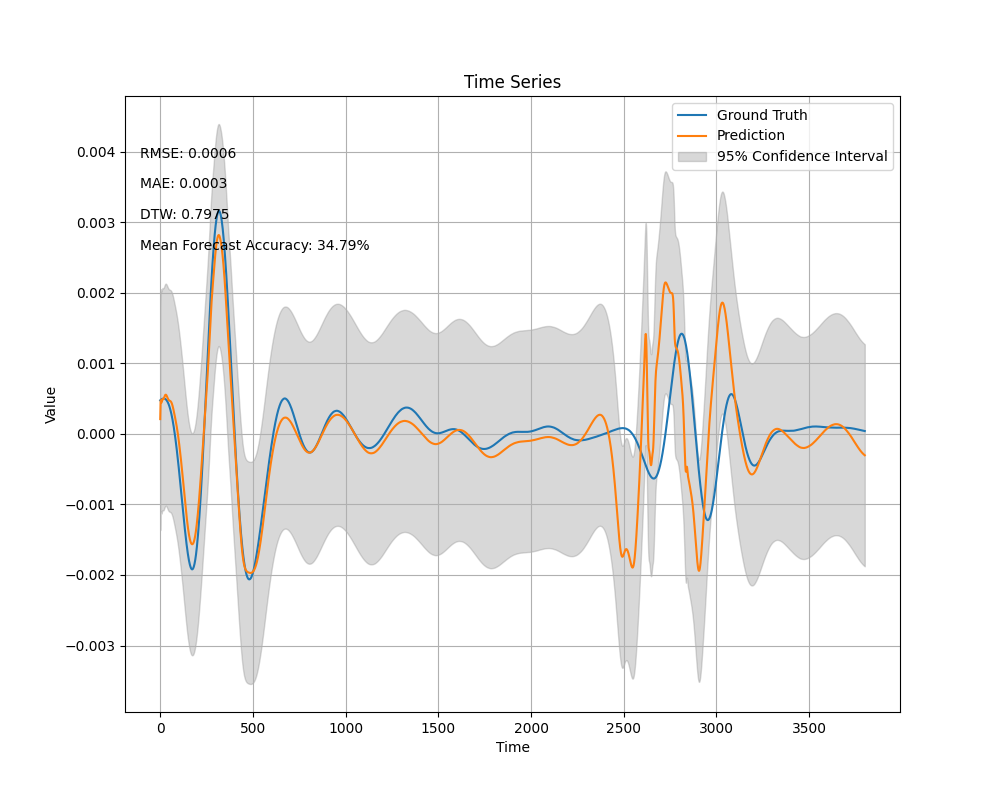 Time Series
Ground Truth
Prediction
95% Confidence Interval
RMSE: 0.0006
MAE: 0.0003
DTW: 0.7975
Mean Forecast Accuracy: 34.79%
0.004
0.003
0.002
0.001
0.000
−0.001
−0.002
−0.003
Value
0 500 1000 1500 2000 2500 3000 3500
Time